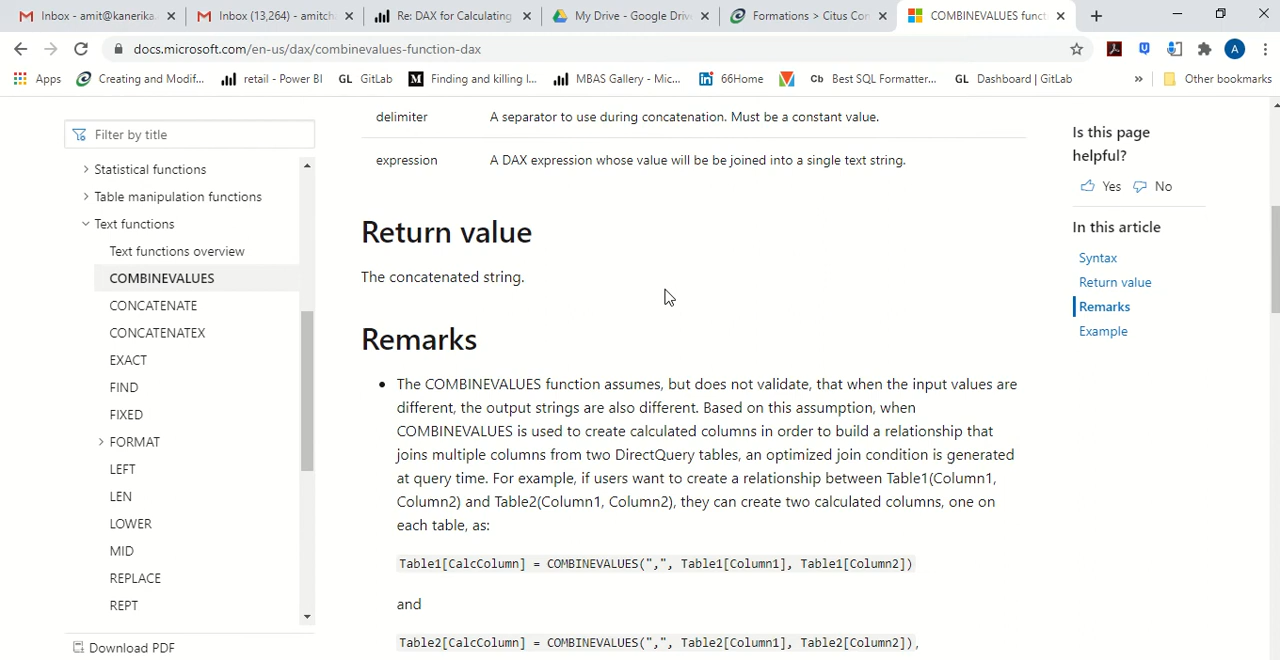 Inbox - amit@kanerika.
Inbox (13,264) - amitch
Re: DAX for Calculating
My Drive - Google Driv
Formations > Citus Con
COMBINEVALUES funct
docs.microsoft.com/en-us/dax/combinevalues-function-dax
A
Apps
Creating and Modif...
retail - Power BI
GL GitLab
Finding and killing I...
MBAS Gallery - Mic...
06Home
Cb Best SQL Formatter...
GL Dashboard | GitLab
»
Other bookmarks
Filter by title
Statistical functions
Table manipulation functions
Text functions
Text functions overview
COMBINEVALUES
CONCATENATE
CONCATENATEX
EXACT
FIND
FIXED
FORMAT
LEFT
LEN
LOWER
MID
REPLACE
REPT
Download PDF
delimiter A separator to use during concatenation. Must be a constant value.
expression A DAX expression whose value will be be joined into a single text string.
Return value
The concatenated string.
Remarks
• The COMBINEVALUES function assumes, but does not validate, that when the input values are
different, the output strings are also different. Based on this assumption, when
COMBINEVALUES is used to create calculated columns in order to build a relationship that
joins multiple columns from two DirectQuery tables, an optimized join condition is generated
at query time. For example, if users want to create a relationship between Table1(Column1,
Column2) and Table2(Column1, Column2), they can create two calculated columns, one on
each table, as:
Table1[CalcColumn] = COMBINEVALUES(",", Table1[Column1], Table1[Column2])
and
Table2[CalcColumn] = COMBINEVALUES(",", Table2[Column1], Table2[Column2]),
Is this page
helpful?
Yes No
In this article
Syntax
Return value
Remarks
Example